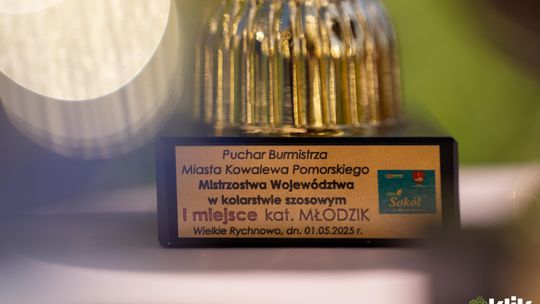 Puchar Burmistrza
Miasta Kowalewa Pomorskiego
Mistrzostwa Województwa
w kolarstwie szosowym
I miejsce kat. MŁODZIK
Wielkie Rychnowo, dn. 01.05.2025 r.
Sokół
klik